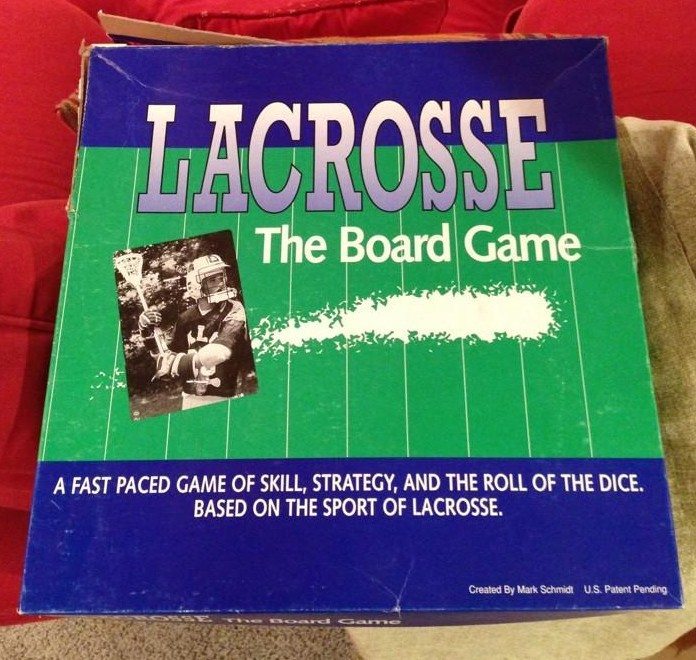 LACROSSE
The Board Game
A FAST PACED GAME OF SKILL, STRATEGY, AND THE ROLL OF THE DICE.
BASED ON THE SPORT OF LACROSSE.
Created By Mark Schmidt U.S. Patent Pending
The Board Game